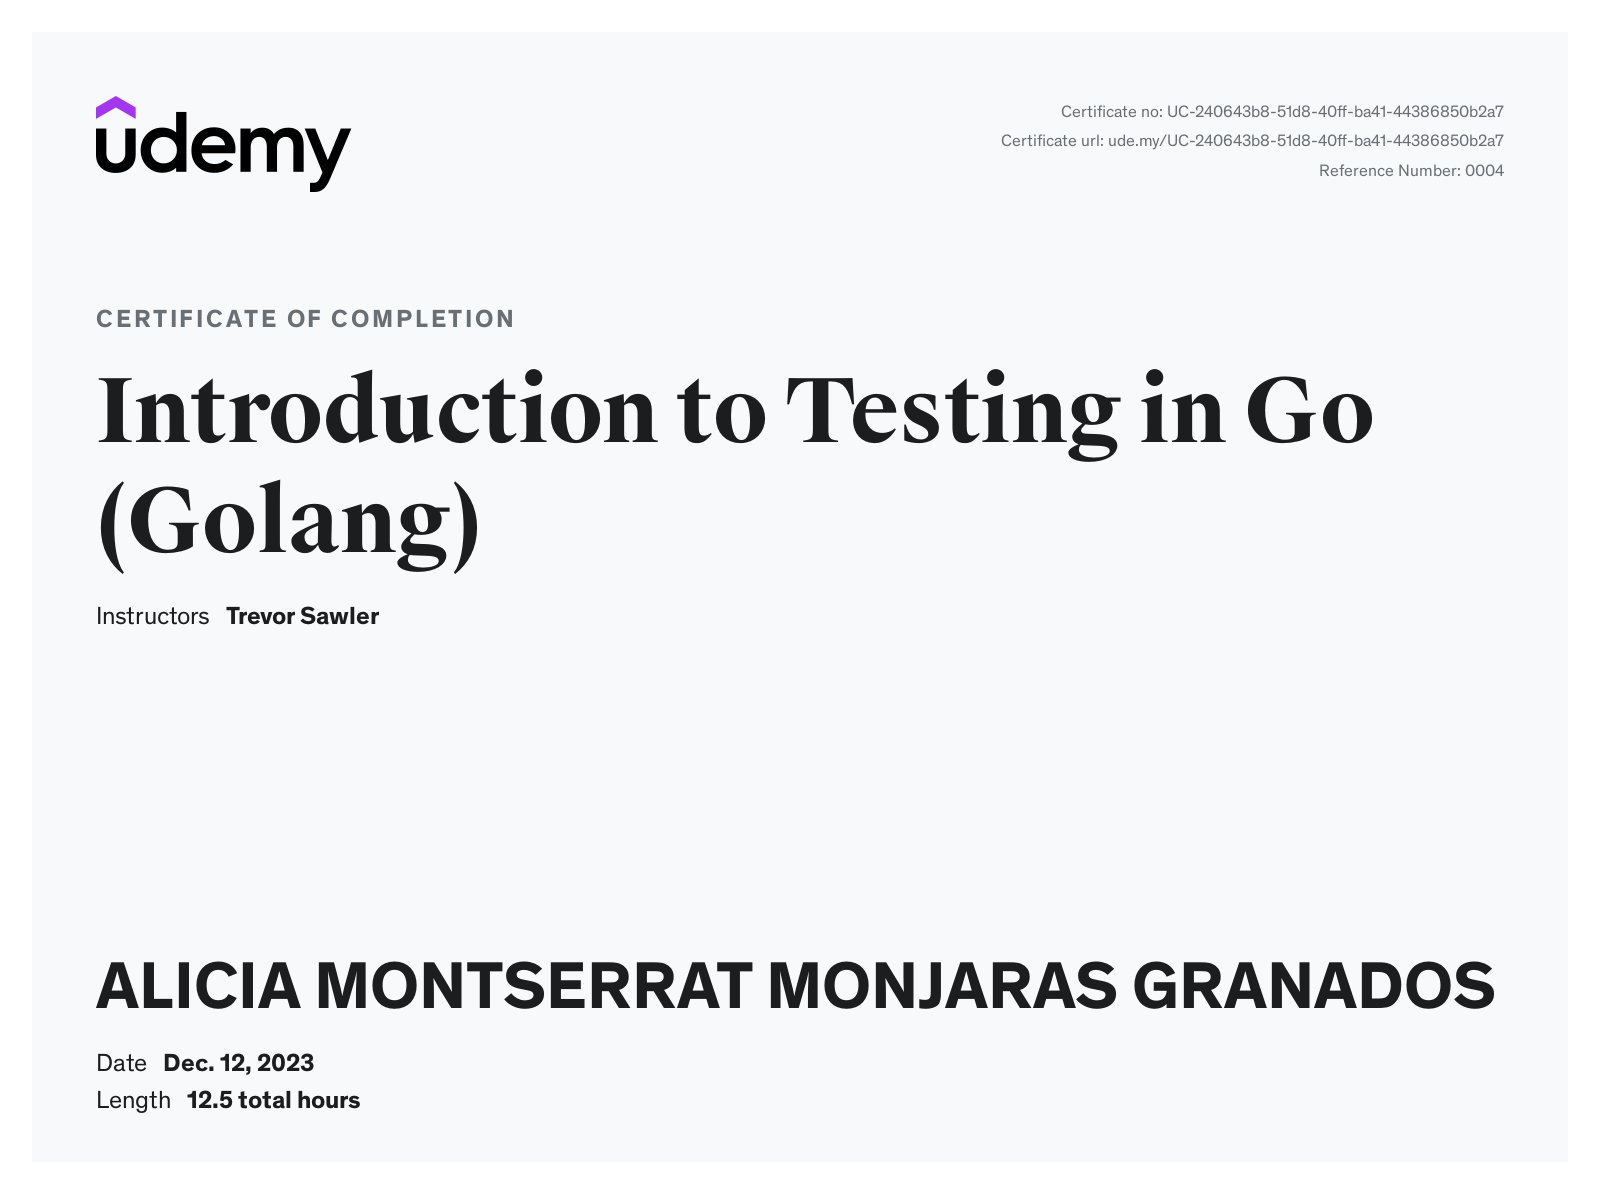 udemy
Certificate no: UC-240643b8-51d8-40ff-ba41-44386850b2a7
Certificate url: ude.my/UC-240643b8-51d8-40ff-ba41-44386850b2a7
Reference Number: 0004
CERTIFICATE OF COMPLETION
Introduction to Testing in Go
(Golang)
Instructors Trevor Sawler
ALICIA MONTSERRAT MONJARAS GRANADOS
Date Dec. 12, 2023
Length 12.5 total hours